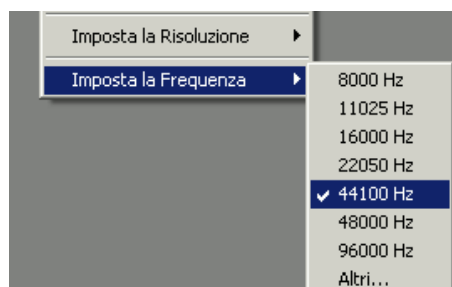 Imposta la Risoluzione
Imposta la Frequenza
8000 Hz
11025 Hz
16000 Hz
22050 Hz
44100 Hz
48000 Hz
96000 Hz
Altri...